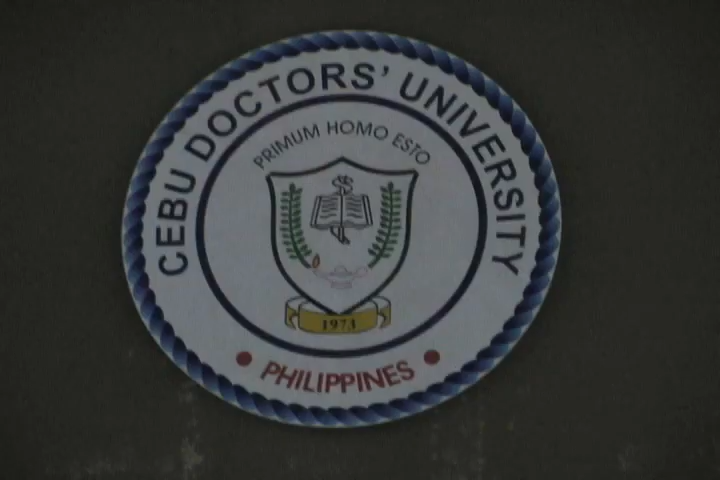 CEBU DOCTORS' UNIVERSITY
PRIMUM HOMO ESTO
1973
PHILIPPINES